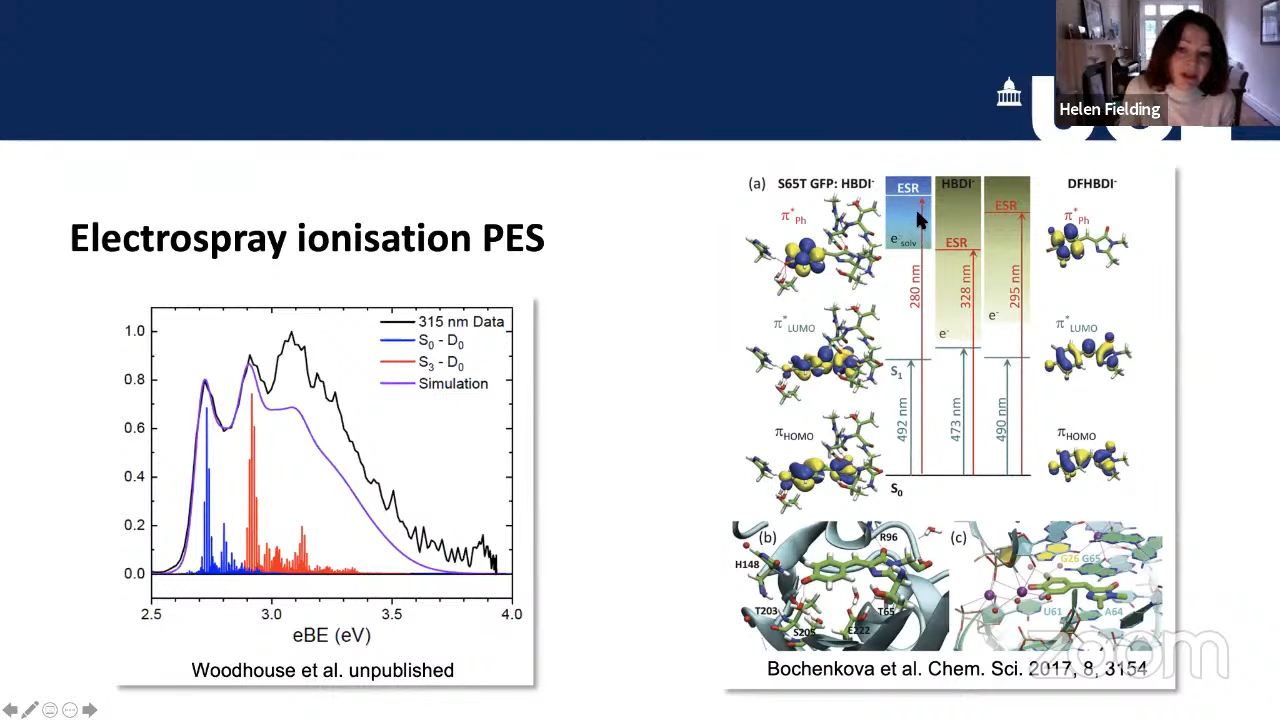 Helen Fielding
Electrospray ionisation PES
315 nm Data
S0 - D0
S3 - D0
Simulation
1.0
0.8
0.6
0.4
0.2
0.0
2.5
3.0
3.5
4.0
eBE (eV)
Woodhouse et al. unpublished
(a)
S65T GFP: HBDI-
ESR
HBDI-
DFHBDI-
π*Ph
e-solv
ESR
ESR
π*Ph
280 nm
328 nm
295 nm
e-
e-
π*LUMO
π*LUMO
S1
492 nm
473 nm
490 nm
πHOMO
πHOMO
S0
(b)
R96
H148
T203
S205
E222
T65
(c)
G26
G65
U61
A64
zoom
Bochenkova et al. Chem. Sci. 2017, 8, 3154